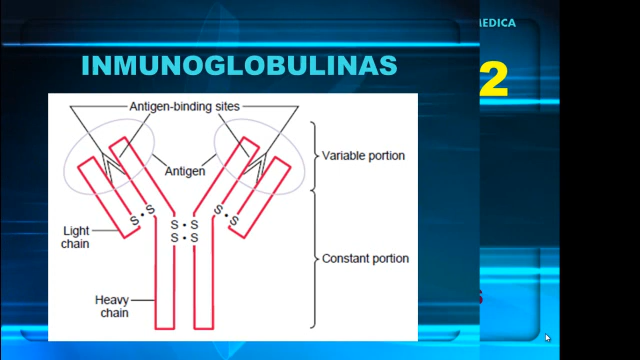 MEDICA
INMUNOGLOBULINAS
2
Antigen-binding sites
Variable portion
Antigen
S • S
S • S
S • S
S • S
Light
chain
Constant portion
Heavy
chain